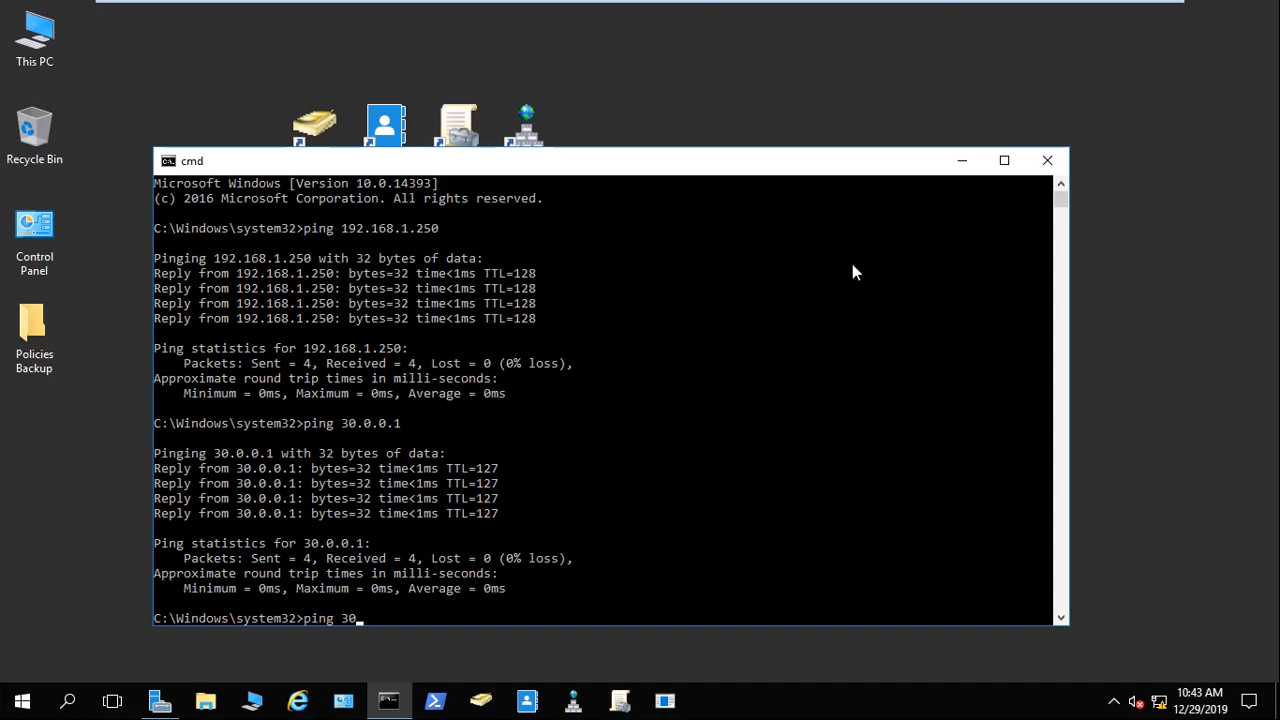 This PC
Recycle Bin
Control
Panel
Policies
Backup
cmd
Microsoft Windows [Version 10.0.14393]
(c) 2016 Microsoft Corporation. All rights reserved.
C:\Windows\system32>ping 192.168.1.250
Pinging 192.168.1.250 with 32 bytes of data:
Reply from 192.168.1.250: bytes=32 time<1ms TTL=128
Reply from 192.168.1.250: bytes=32 time<1ms TTL=128
Reply from 192.168.1.250: bytes=32 time<1ms TTL=128
Reply from 192.168.1.250: bytes=32 time<1ms TTL=128
Ping statistics for 192.168.1.250:
Packets: Sent = 4, Received = 4, Lost = 0 (0% loss),
Approximate round trip times in milli-seconds:
Minimum = 0ms, Maximum = 0ms, Average = 0ms
C:\Windows\system32>ping 30.0.0.1
Pinging 30.0.0.1 with 32 bytes of data:
Reply from 30.0.0.1: bytes=32 time<1ms TTL=127
Reply from 30.0.0.1: bytes=32 time<1ms TTL=127
Reply from 30.0.0.1: bytes=32 time<1ms TTL=127
Reply from 30.0.0.1: bytes=32 time<1ms TTL=127
Ping statistics for 30.0.0.1:
Packets: Sent = 4, Received = 4, Lost = 0 (0% loss),
Approximate round trip times in milli-seconds:
Minimum = 0ms, Maximum = 0ms, Average = 0ms
C:\Windows\system32>ping 30_
10:43 AM
12/29/2019